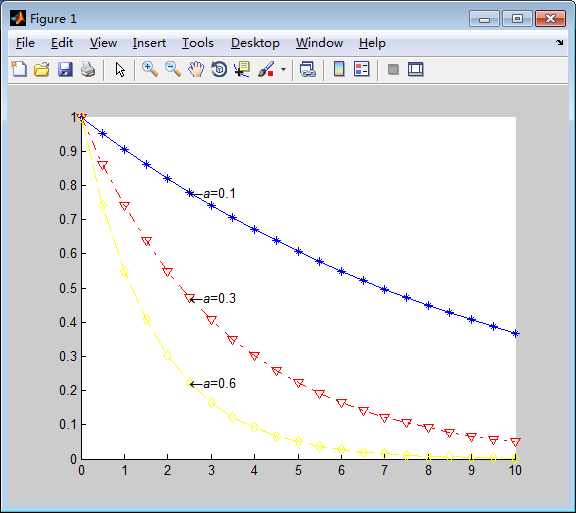 Figure 1
File Edit View Insert Tools Desktop Window Help
1
0.9
0.8
0.7
0.6
0.5
0.4
0.3
0.2
0.1
0
←a=0.1
←a=0.3
←a=0.6
0 1 2 3 4 5 6 7 8 9 10